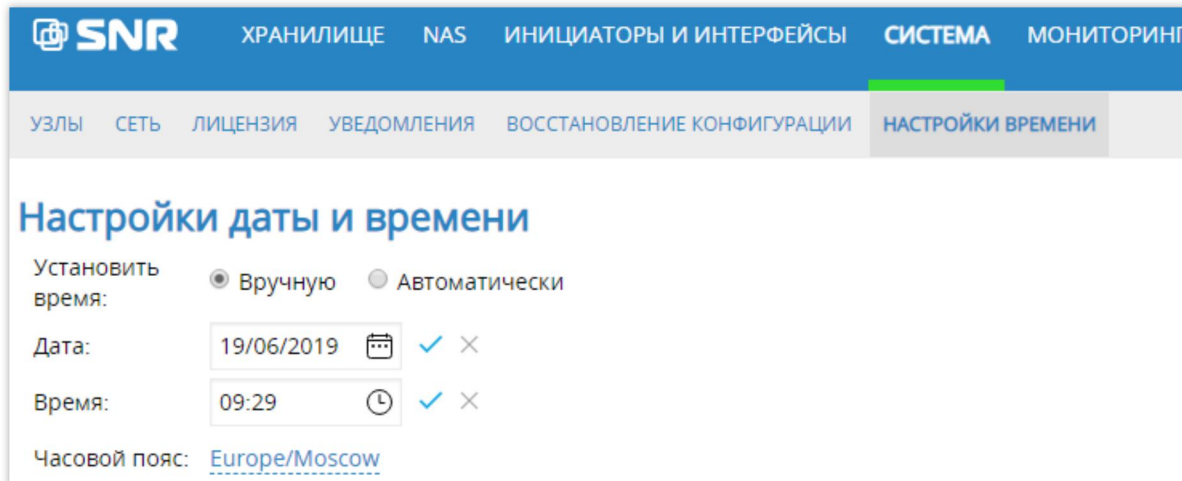 SNR ХРАНИЛИЩЕ NAS ИНИЦИАТОРЫ И ИНТЕРФЕЙСЫ СИСТЕМА МОНИТОРИНГ
УЗЛЫ СЕТЬ ЛИЦЕНЗИЯ УВЕДОМЛЕНИЯ ВОССТАНОВЛЕНИЕ КОНФИГУРАЦИИ НАСТРОЙКИ ВРЕМЕНИ
Настройки даты и времени
Установить
время: Вручную Автоматически
Дата: 19/06/2019
Время: 09:29
Часовой пояс: Europe/Moscow